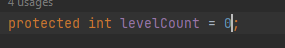 4 usages
protected int levelCount = 0;